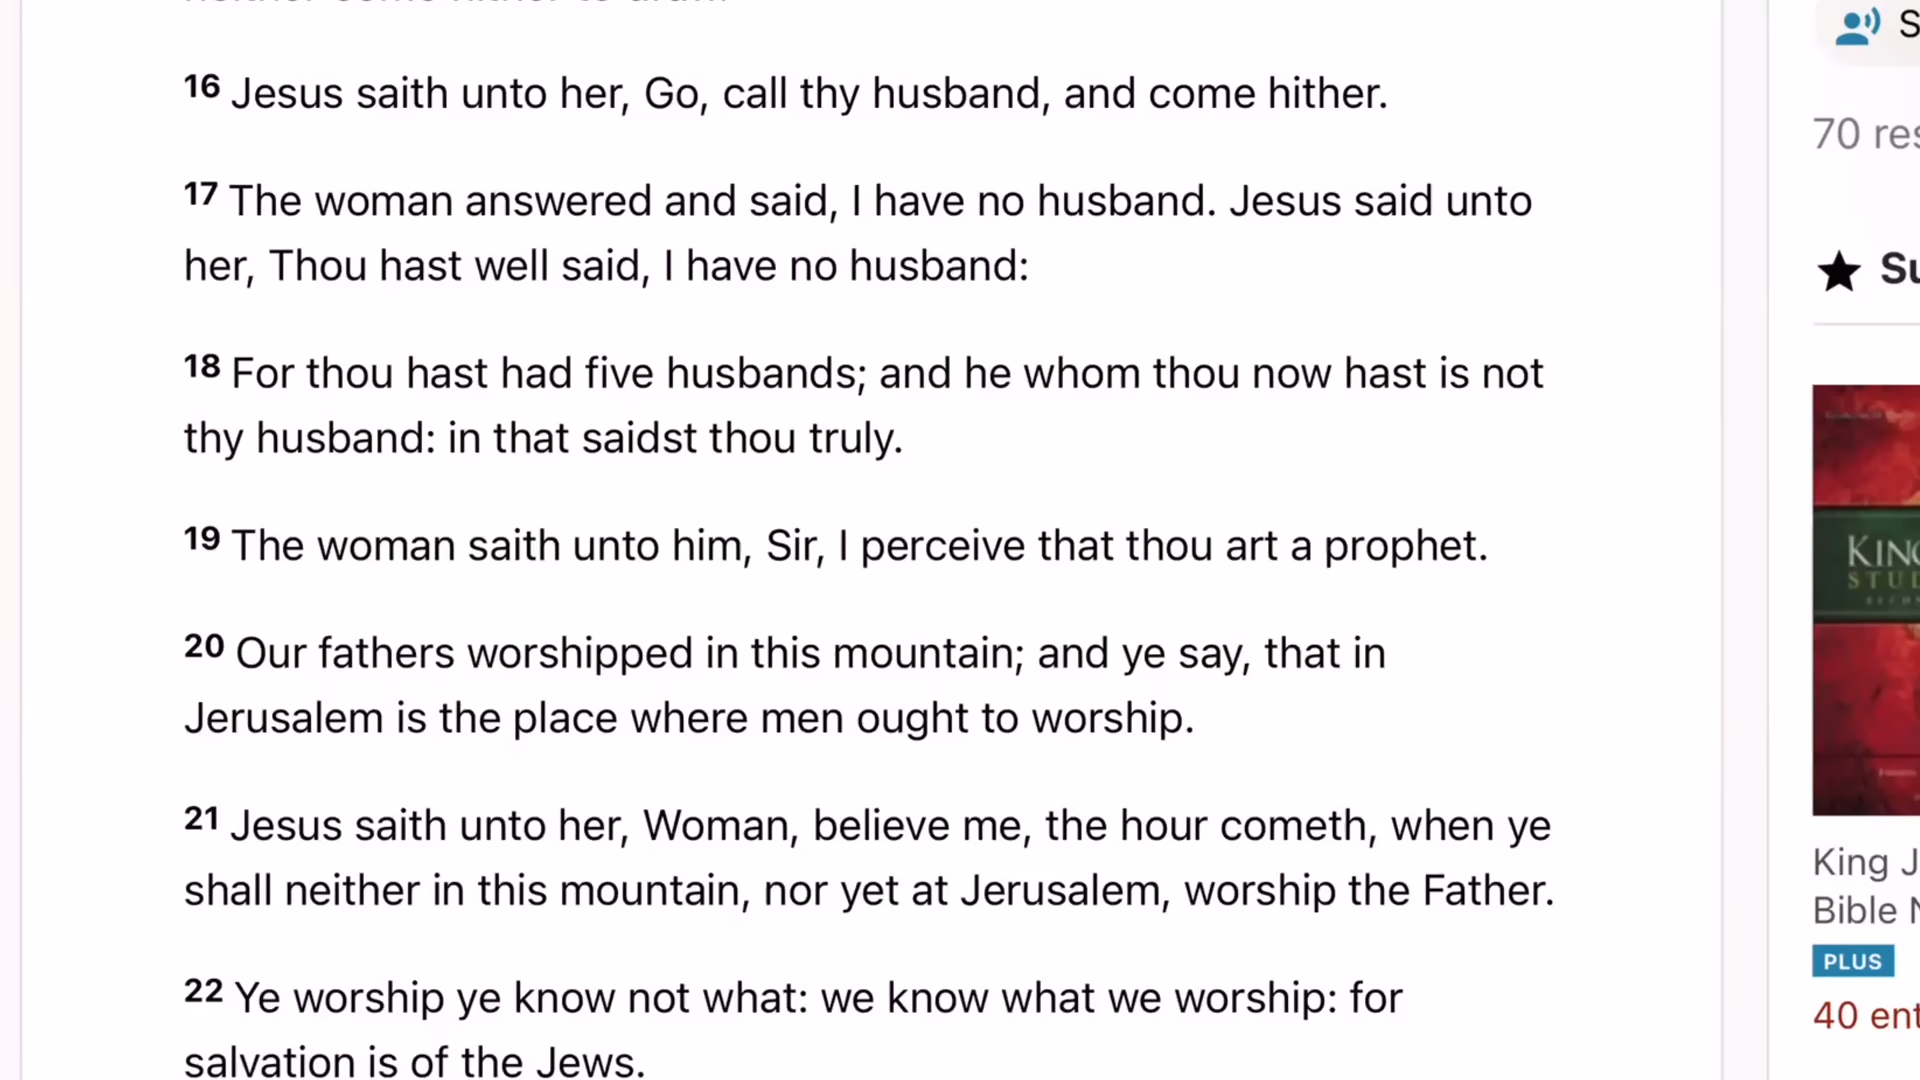 16 Jesus saith unto her, Go, call thy husband, and come hither.
17 The woman answered and said, I have no husband. Jesus said unto
her, Thou hast well said, I have no husband:
18 For thou hast had five husbands; and he whom thou now hast is not
thy husband: in that saidst thou truly.
19 The woman saith unto him, Sir, I perceive that thou art a prophet.
20 Our fathers worshipped in this mountain; and ye say, that in
Jerusalem is the place where men ought to worship.
21 Jesus saith unto her, Woman, believe me, the hour cometh, when ye
shall neither in this mountain, nor yet at Jerusalem, worship the Father.
22 Ye worship ye know not what: we know what we worship: for
salvation is of the Jews.
S
70 res
Su
KING
STUD
King J
Bible N
PLUS
40 ent